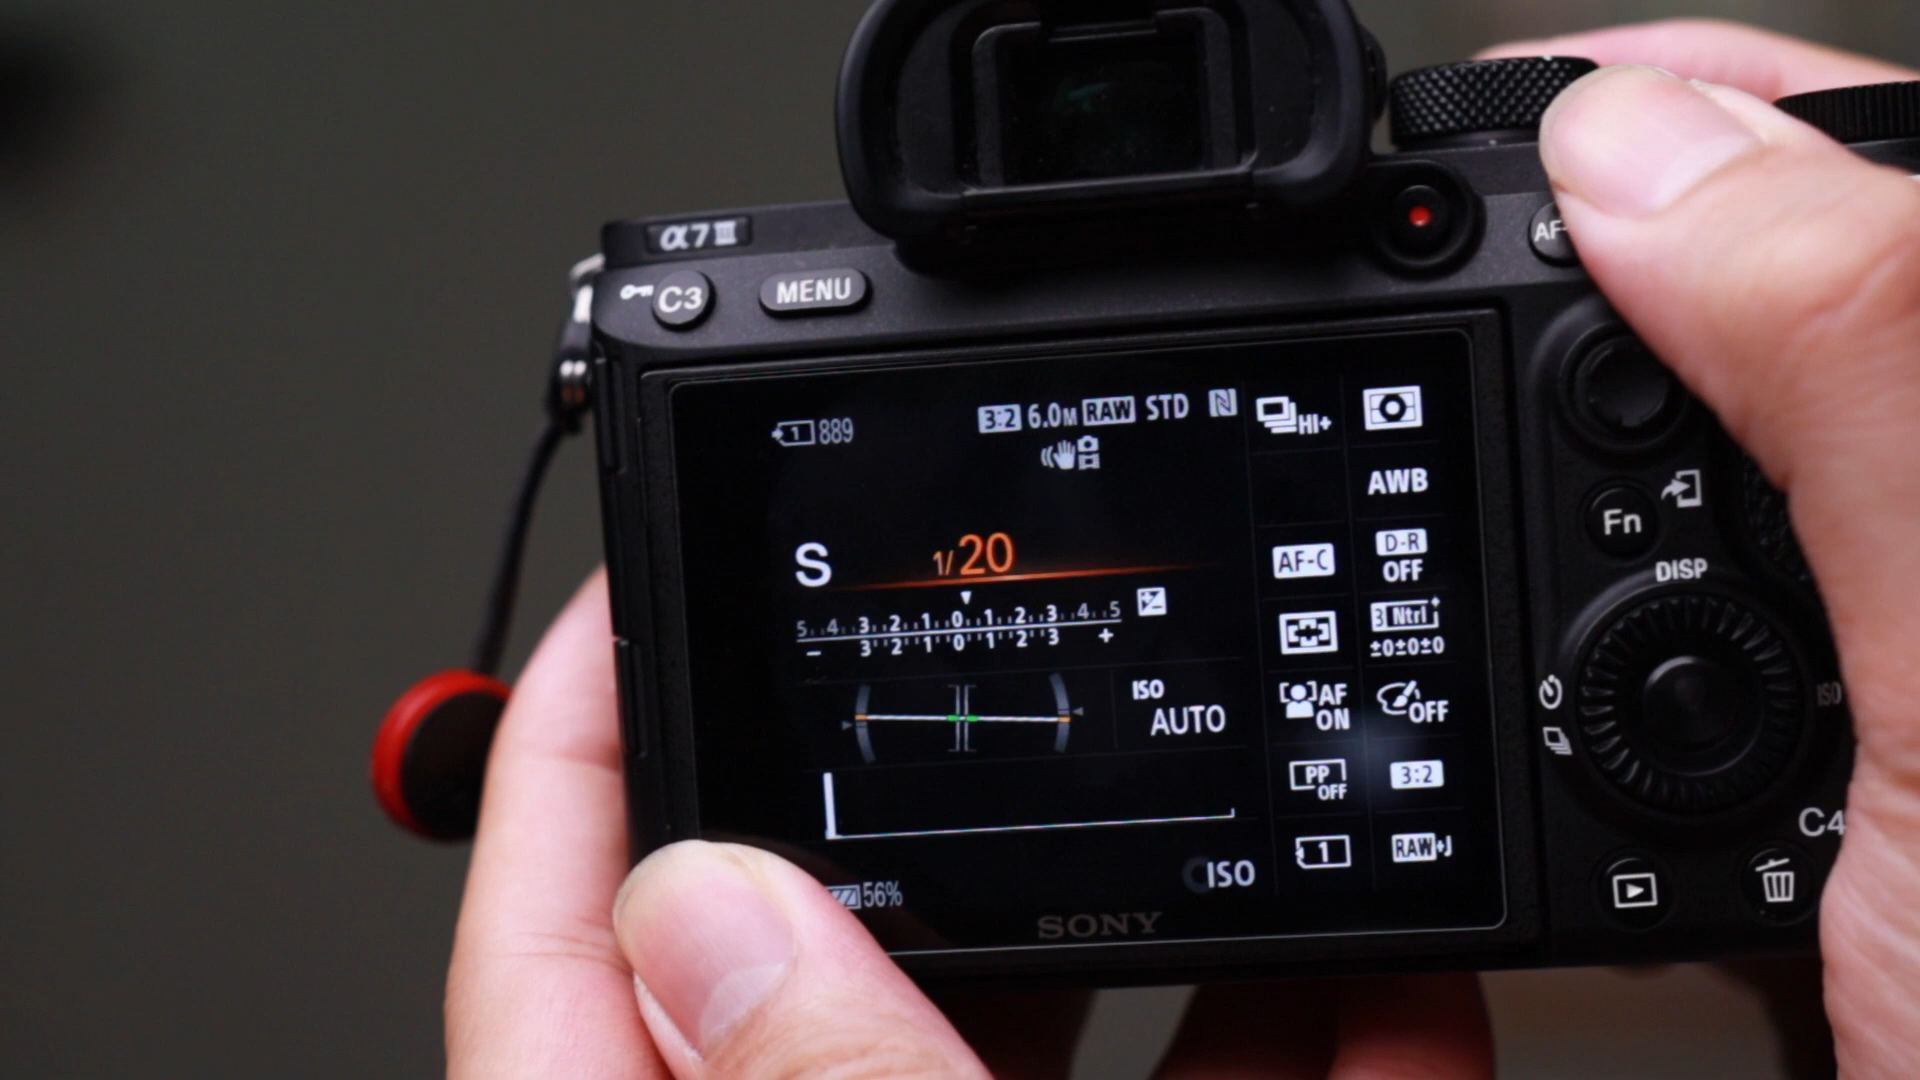 α7III
C3
MENU
AF-
1 889
3:2 6.0M RAW STD N
HI+
AWB
S 1/20
AF-C
D-R
OFF
5 4 3 2 1 0 1 2 3 4 5
- 3 2 1 0 1 2 3 +
3 Ntrl
±0±0±0
AF
ON
OFF
ISO
AUTO
PP
OFF
3:2
56%
ISO
1
RAW+J
SONY
Fn
DISP
ISO
C4